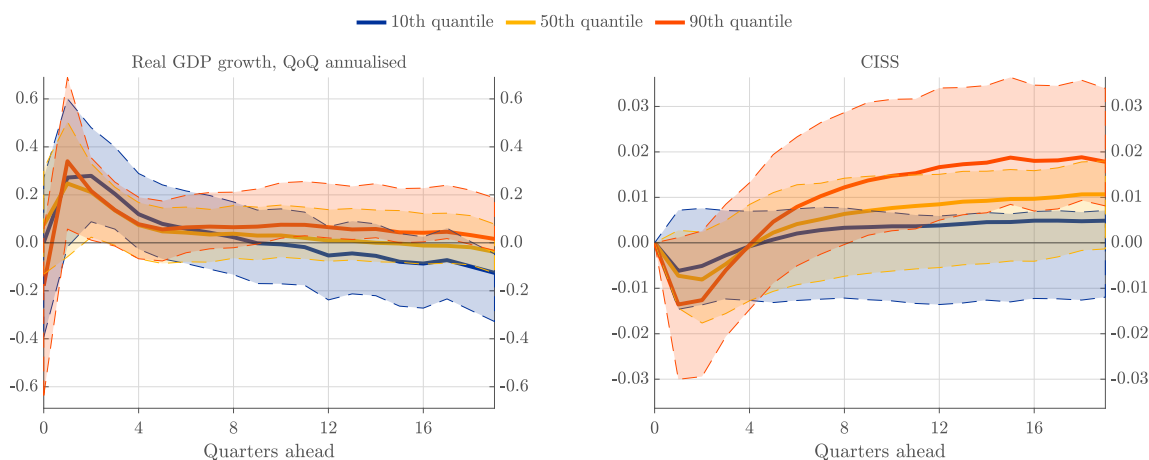 10th quantile 50th quantile 90th quantile
Real GDP growth, QoQ annualised
0.6 0.6
0.4 0.4
0.2 0.2
0.0 0.0
-0.2 -0.2
-0.4 -0.4
-0.6 -0.6
0 4 8 12 16
Quarters ahead
CISS
0.03 0.03
0.02 0.02
0.01 0.01
0.00 0.00
-0.01 -0.01
-0.02 -0.02
-0.03 -0.03
0 4 8 12 16
Quarters ahead